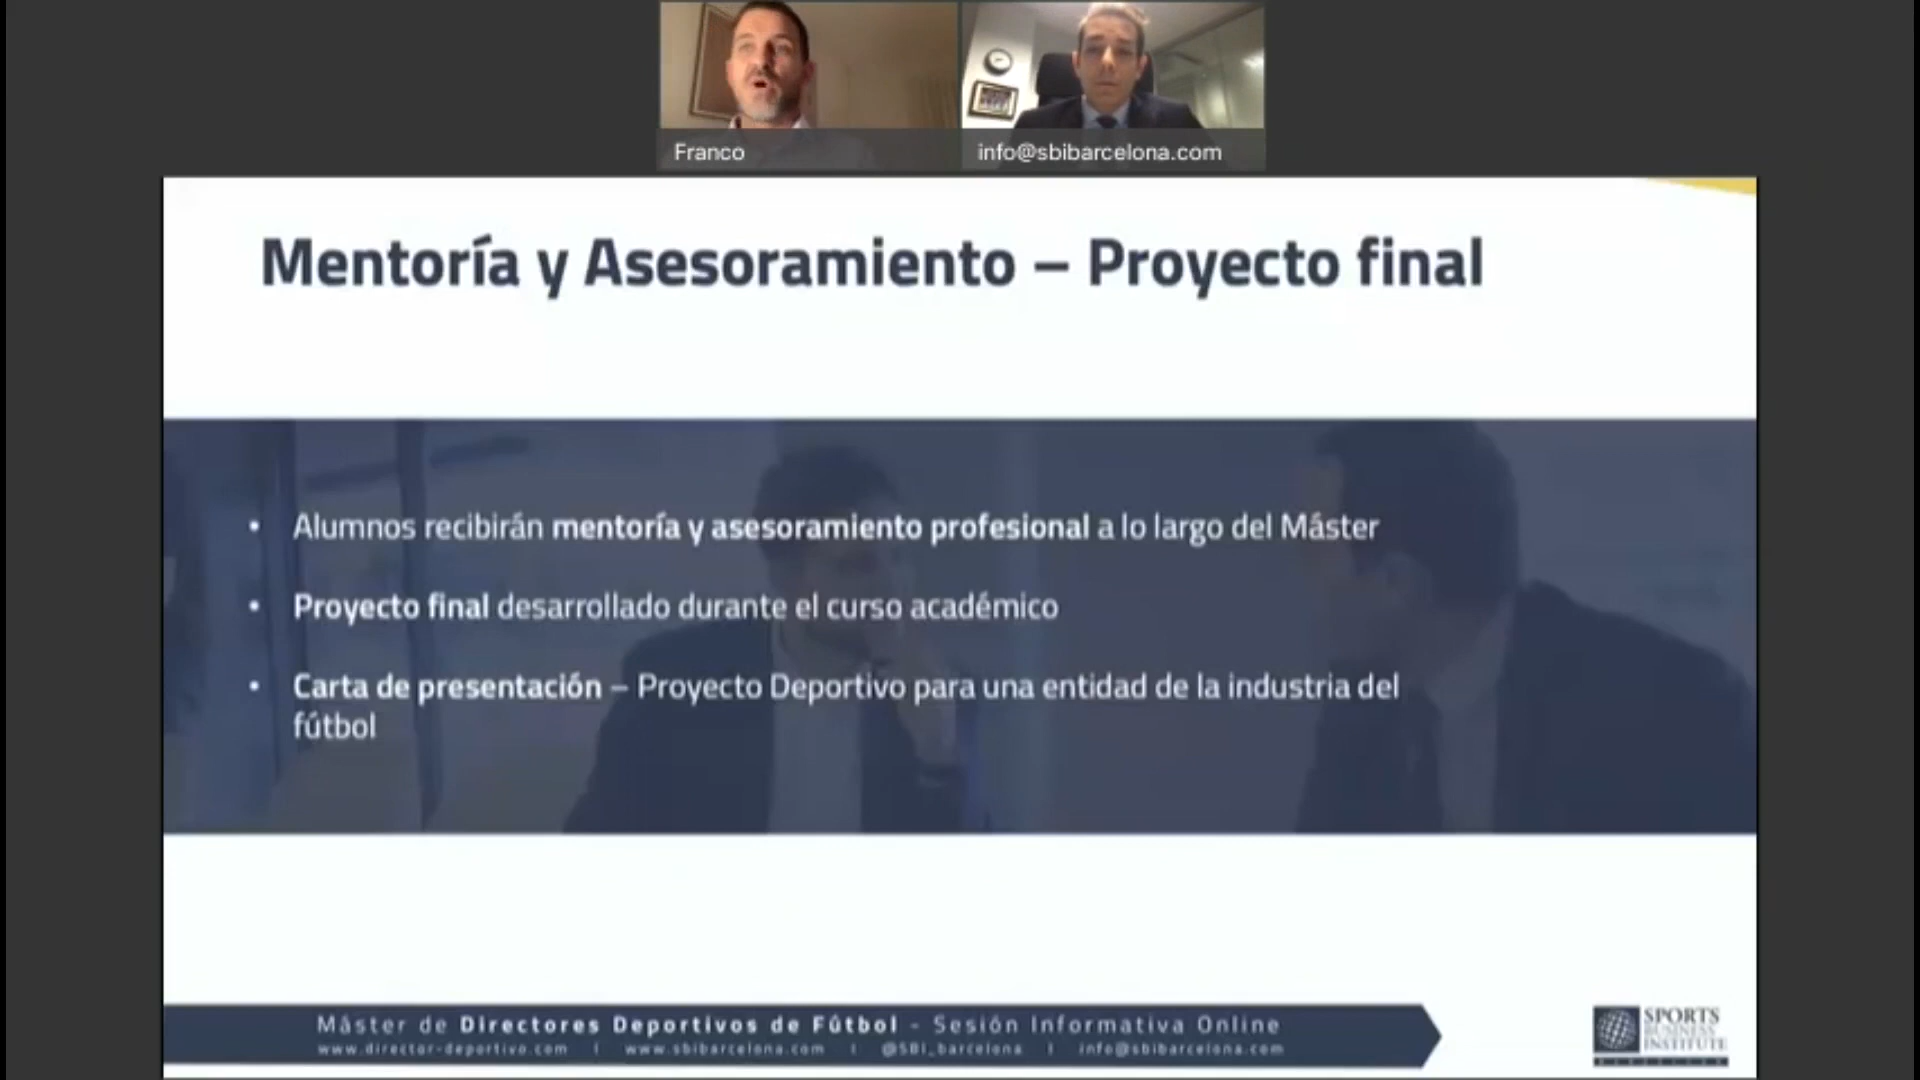 Franco
info@sbibarcelona.com
Mentoría y Asesoramiento – Proyecto final
• Alumnos recibirán mentoría y asesoramiento profesional a lo largo del Máster
• Proyecto final desarrollado durante el curso académico
• Carta de presentación – Proyecto Deportivo para una entidad de la industria del
fútbol
Máster de Directores Deportivos de Fútbol - Sesión Informativa Online
www.director-deportivo.com | www.sbibarcelona.com | @SBI_barcelona | info@sbibarcelona.com
SPORTS
BUSINESS
INSTITUTE